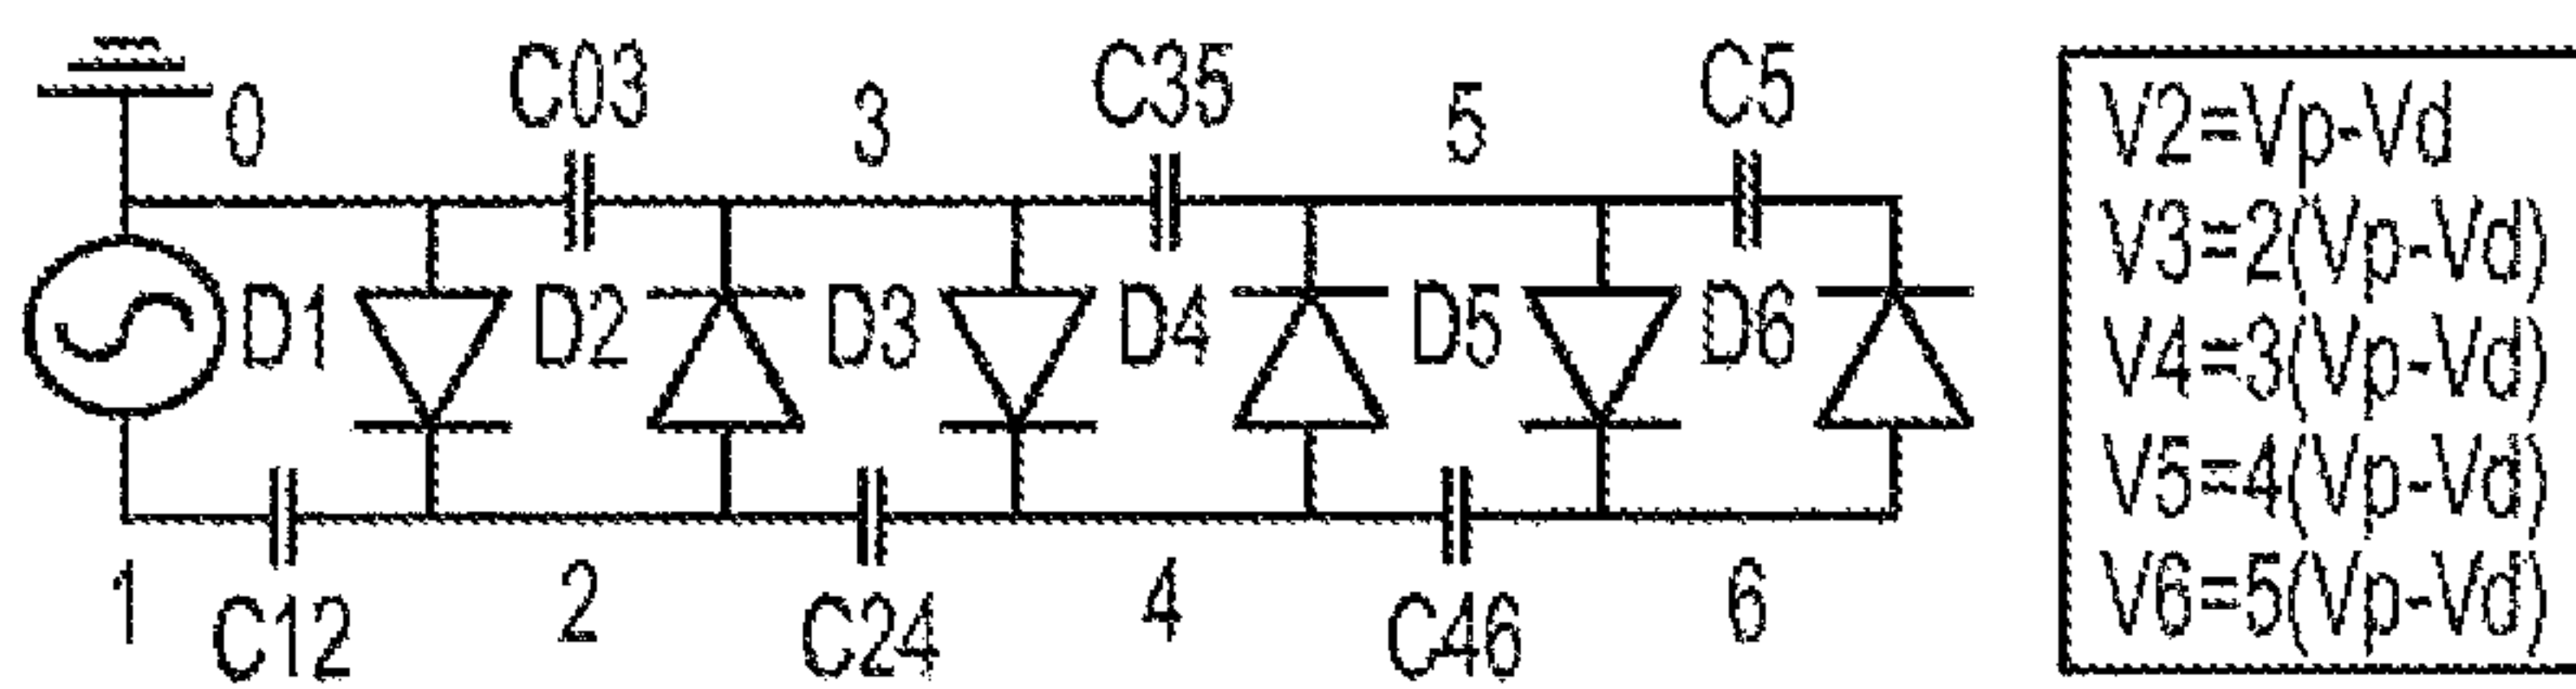 0 C03 3 C35 5 C5
D1 D2 D3 D4 D5 D6
1 C12 2 C24 4 C46 6
V2=Vp-Vd
V3=2(Vp-Vd)
V4=3(Vp-Vd)
V5=4(Vp-Vd)
V6=5(Vp-Vd)